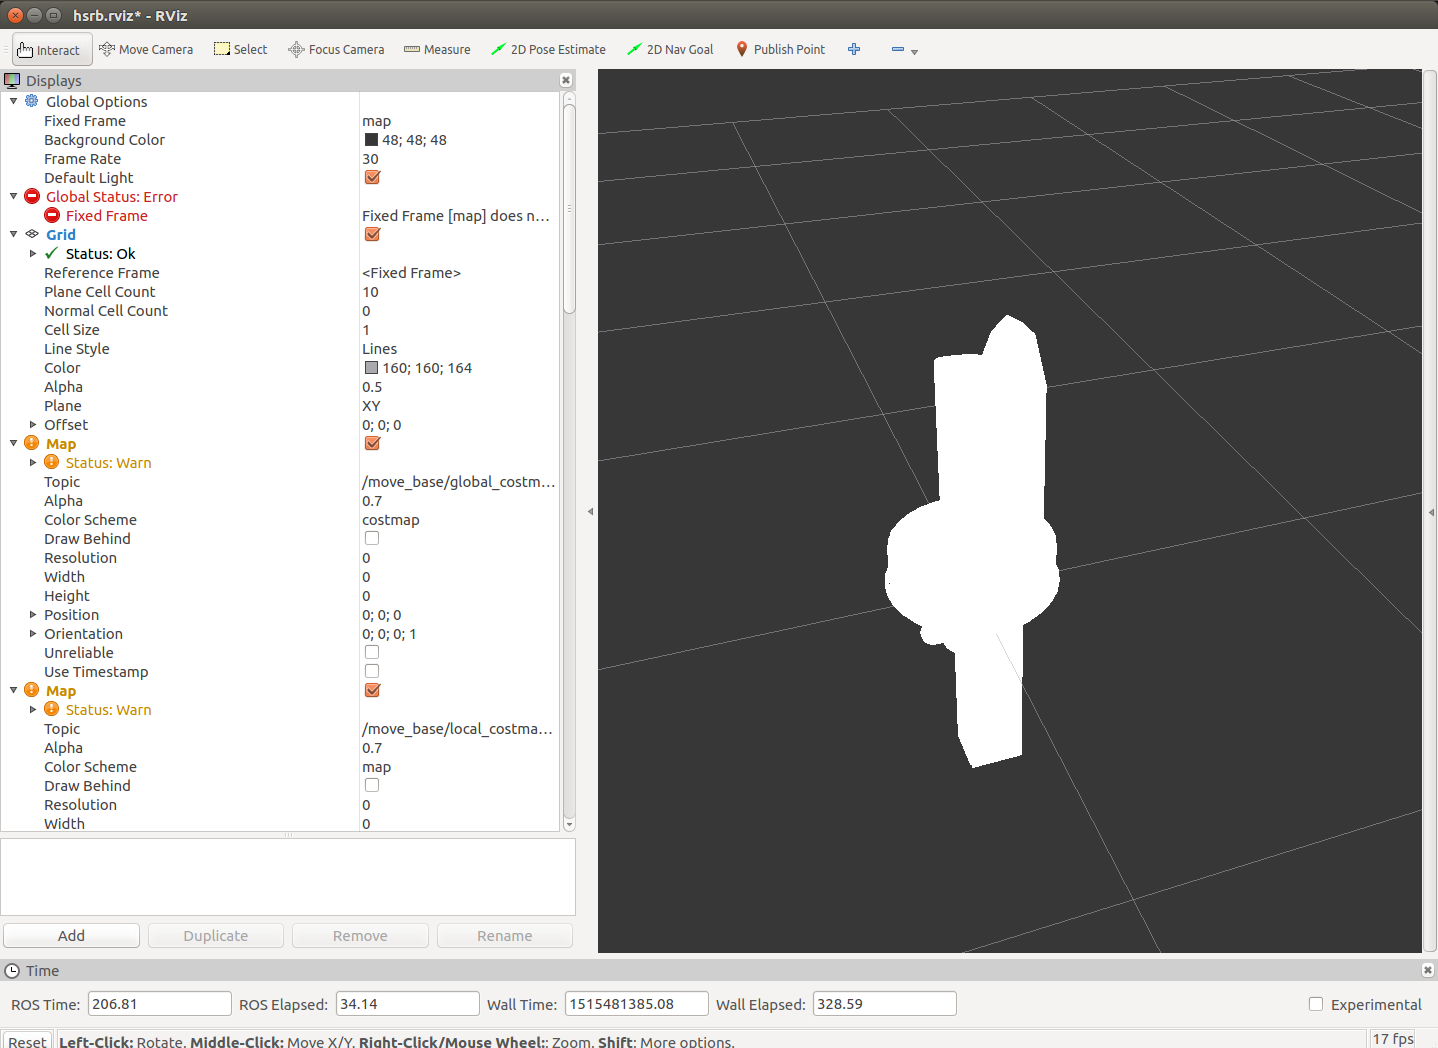 hsrb.rviz* - RViz
Interact Move Camera Select Focus Camera Measure 2D Pose Estimate 2D Nav Goal Publish Point
Displays
Global Options
Fixed Frame map
Background Color 48; 48; 48
Frame Rate 30
Default Light
Global Status: Error
Fixed Frame Fixed Frame [map] does n...
Grid
Status: Ok
Reference Frame <Fixed Frame>
Plane Cell Count 10
Normal Cell Count 0
Cell Size 1
Line Style Lines
Color 160; 160; 164
Alpha 0.5
Plane XY
Offset 0; 0; 0
Map
Status: Warn
Topic /move_base/global_costm...
Alpha 0.7
Color Scheme costmap
Draw Behind
Resolution 0
Width 0
Height 0
Position 0; 0; 0
Orientation 0; 0; 0; 1
Unreliable
Use Timestamp
Map
Status: Warn
Topic /move_base/local_costma...
Alpha 0.7
Color Scheme map
Draw Behind
Resolution 0
Width 0
Add Duplicate Remove Rename
Time
ROS Time: 206.81 ROS Elapsed: 34.14 Wall Time: 1515481385.08 Wall Elapsed: 328.59 Experimental
Reset Left-Click: Rotate. Middle-Click: Move X/Y. Right-Click/Mouse Wheel:: Zoom. Shift: More options. 17 fps